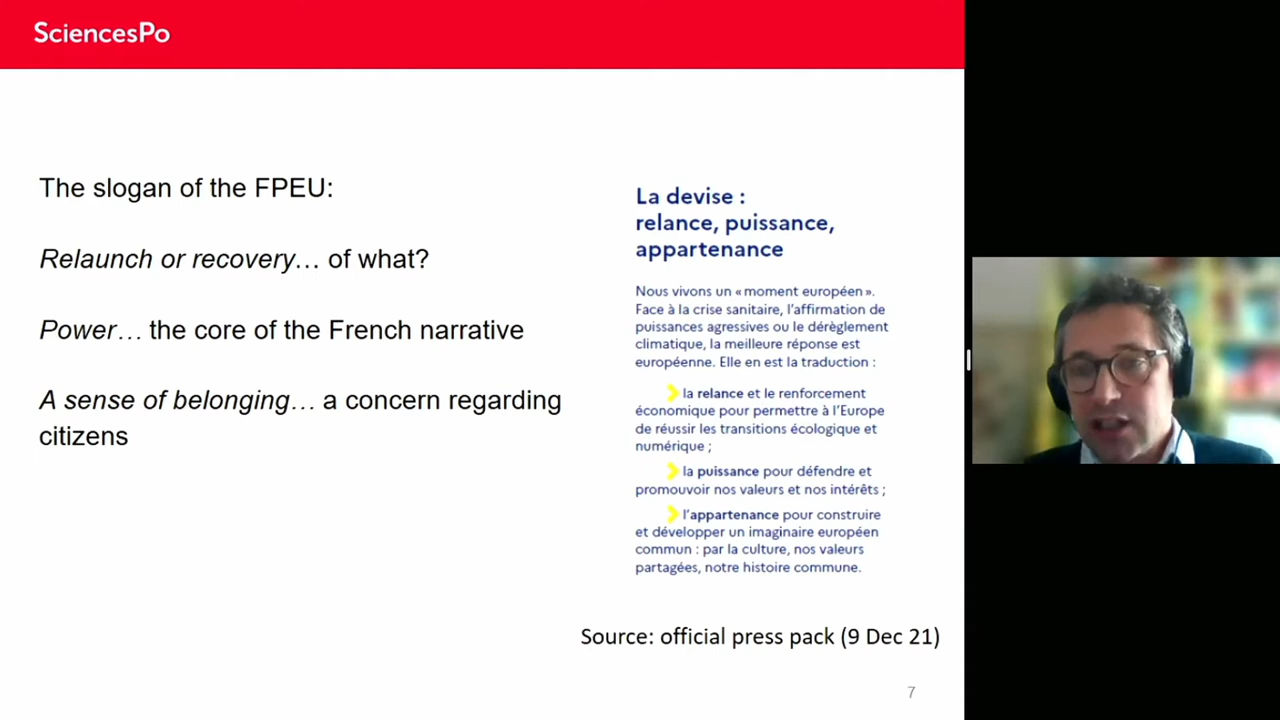 SciencesPo
The slogan of the FPEU:
Relaunch or recovery… of what?
Power… the core of the French narrative
A sense of belonging… a concern regarding
citizens
La devise :
relance, puissance,
appartenance
Nous vivons un « moment européen ».
Face à la crise sanitaire, l'affirmation de
puissances agressives ou le dérèglement
climatique, la meilleure réponse est
européenne. Elle en est la traduction :
la relance et le renforcement
économique pour permettre à l'Europe
de réussir les transitions écologique et
numérique ;
la puissance pour défendre et
promouvoir nos valeurs et nos intérêts ;
l'appartenance pour construire
et développer un imaginaire européen
commun : par la culture, nos valeurs
partagées, notre histoire commune.
Source: official press pack (9 Dec 21)
7